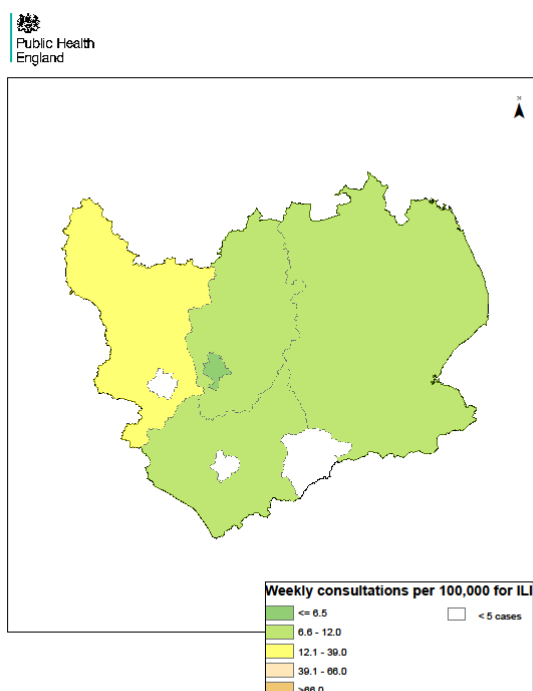 Public Health
England
N
Weekly consultations per 100,000 for ILI
<= 6.5
< 5 cases
6.6 - 12.0
12.1 - 39.0
39.1 - 66.0
>66.0